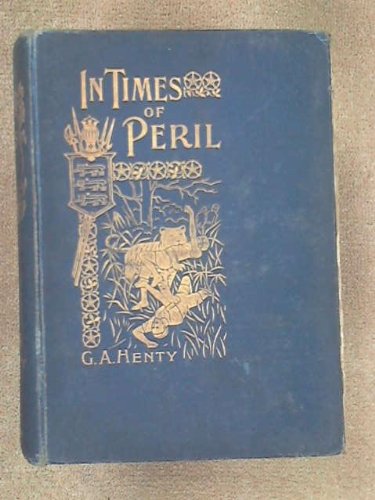 IN TIMES
OF
PERIL
G. A. HENTY